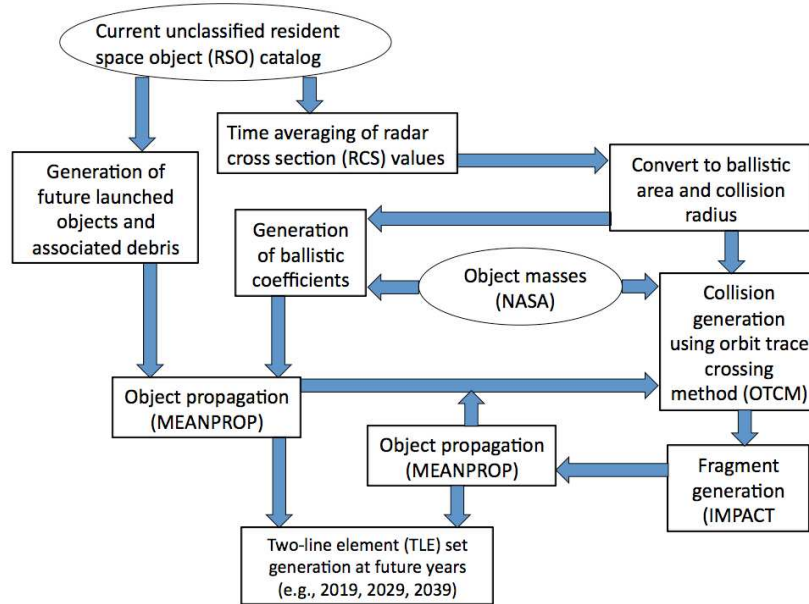 Current unclassified resident
space object (RSO) catalog
Time averaging of radar
cross section (RCS) values
Generation of
future launched
objects and
associated debris
Convert to ballistic
area and collision
radius
Generation
of ballistic
coefficients
Object masses
(NASA)
Collision
generation
using orbit trace
crossing
method (OTCM)
Object propagation
(MEANPROP)
Object propagation
(MEANPROP)
Fragment
generation
(IMPACT
Two-line element (TLE) set
generation at future years
(e.g., 2019, 2029, 2039)